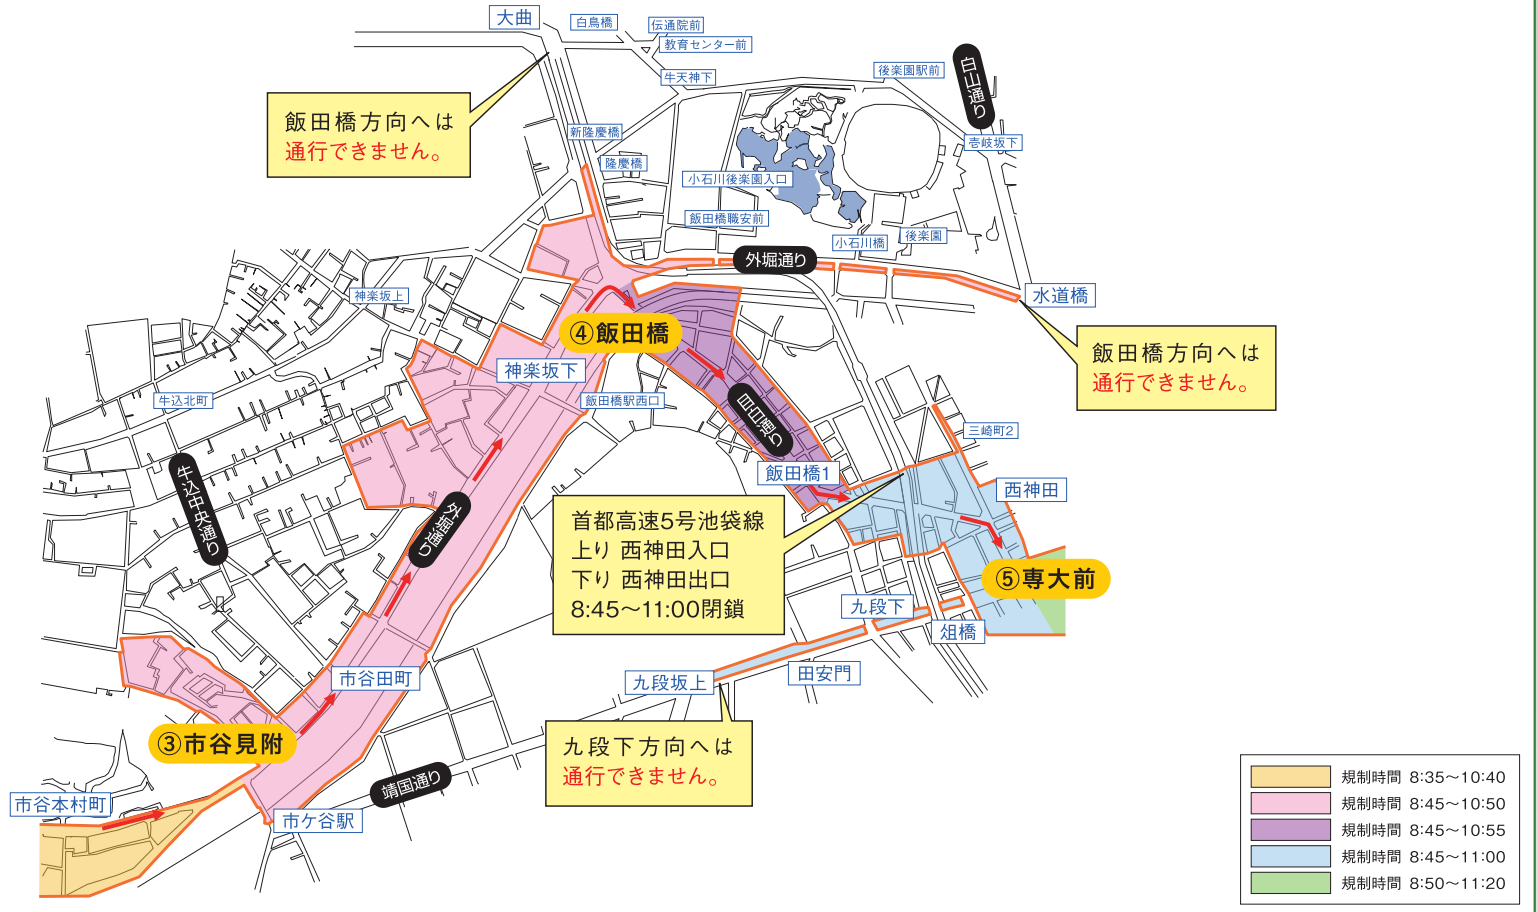 大曲
白鳥橋
伝通院前
教育センター前
牛天神下
後楽園駅前
白山通り
飯田橋方向へは
通行できません。
新隆慶橋
壱岐坂下
隆慶橋
小石川後楽園入口
飯田橋職安前
小石川橋
後楽園
外堀通り
神楽坂上
水道橋
④飯田橋
飯田橋方向へは
通行できません。
神楽坂下
牛込北町
飯田橋駅西口
目白通り
三崎町2
飯田橋1
西神田
牛込中央通り
外堀通り
首都高速5号池袋線
上り 西神田入口
下り 西神田出口
8:45〜11:00閉鎖
⑤専大前
九段下
俎橋
市谷田町
九段坂上
田安門
③市谷見附
九段下方向へは
通行できません。
靖国通り
市谷本村町
市ケ谷駅
規制時間 8:35〜10:40
規制時間 8:45〜10:50
規制時間 8:45〜10:55
規制時間 8:45〜11:00
規制時間 8:50〜11:20